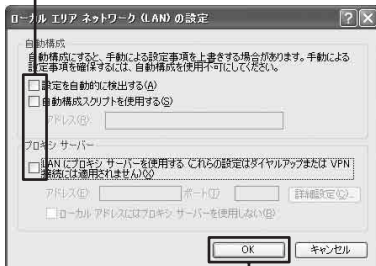 ローカル エリア ネットワーク (LAN) の設定
自動構成
自動構成にすると、手動による設定事項を上書きする場合があります。手動による
設定事項を確保するには、自動構成を使用不可にしてください。
設定を自動的に検出する(A)
自動構成スクリプトを使用する(S)
アドレス(R):
プロキシ サーバー
LAN にプロキシ サーバーを使用する (これらの設定はダイヤルアップまたは VPN
接続には適用されません)(X)
アドレス(E): ポート(T): 詳細設定(C)...
ローカル アドレスにはプロキシ サーバーを使用しない(B)
OK キャンセル